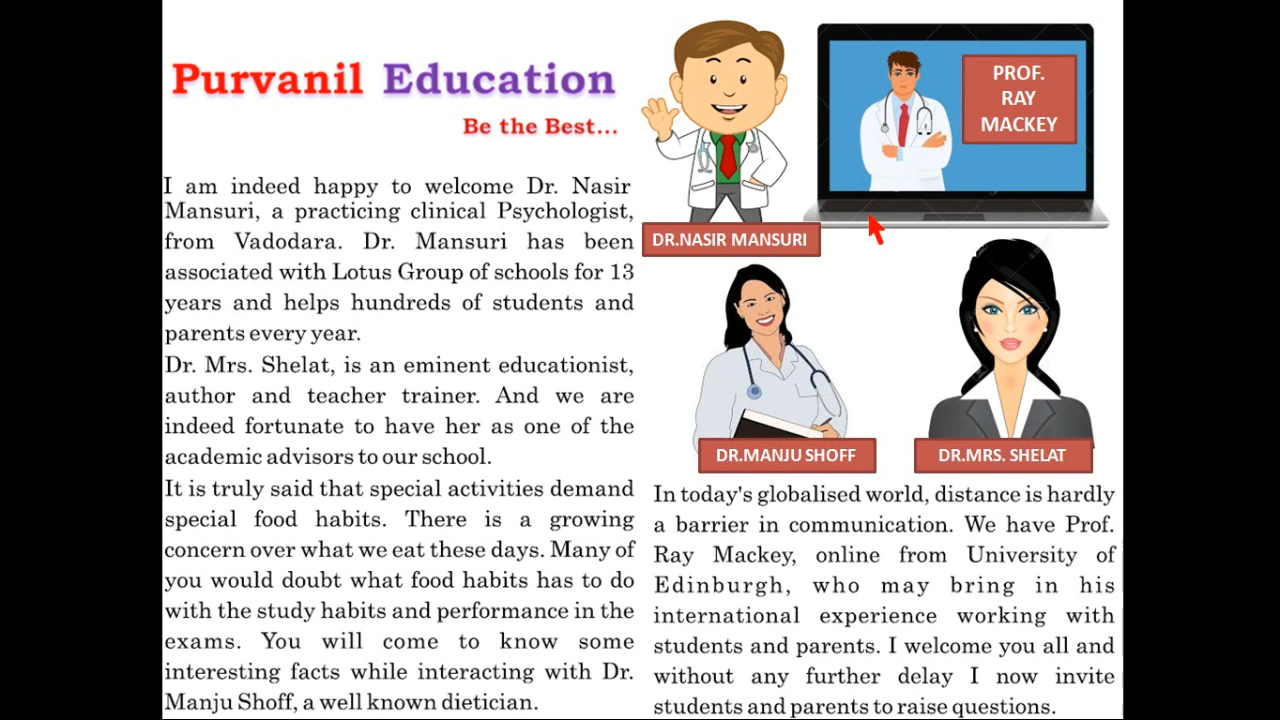 Purvanil Education
Be the Best...
I am indeed happy to welcome Dr. Nasir
Mansuri, a practicing clinical Psychologist,
from Vadodara. Dr. Mansuri has been
associated with Lotus Group of schools for 13
years and helps hundreds of students and
parents every year.
Dr. Mrs. Shelat, is an eminent educationist,
author and teacher trainer. And we are
indeed fortunate to have her as one of the
academic advisors to our school.
It is truly said that special activities demand
special food habits. There is a growing
concern over what we eat these days. Many of
you would doubt what food habits has to do
with the study habits and performance in the
exams. You will come to know some
interesting facts while interacting with Dr.
Manju Shoff, a well known dietician.
PROF.
RAY
MACKEY
DR.NASIR MANSURI
DR.MANJU SHOFF
DR.MRS. SHELAT
In today's globalised world, distance is hardly
a barrier in communication. We have Prof.
Ray Mackey, online from University of
Edinburgh, who may bring in his
international experience working with
students and parents. I welcome you all and
without any further delay I now invite
students and parents to raise questions.